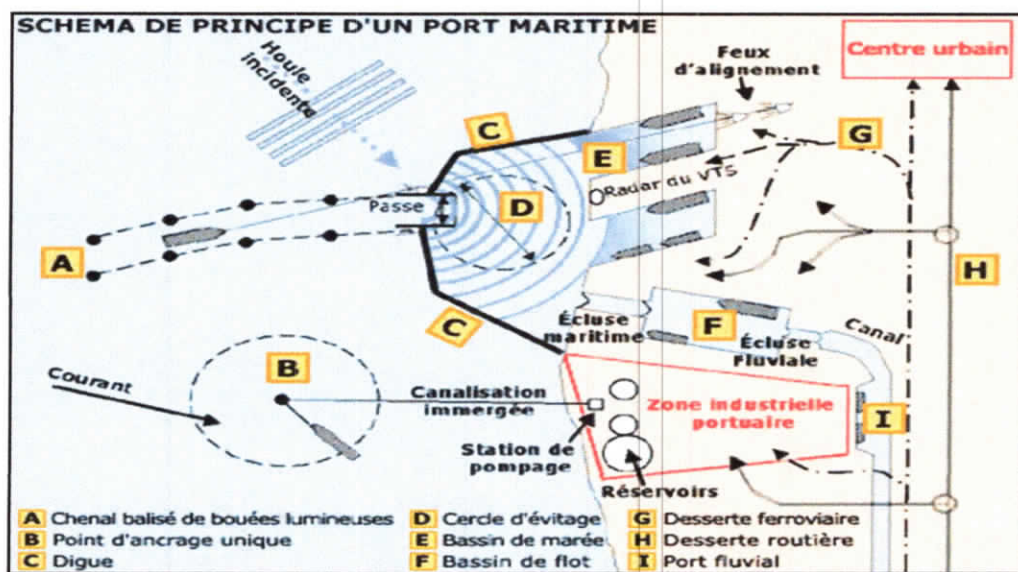 SCHEMA DE PRINCIPE D'UN PORT MARITIME
Centre urbain
Houle
incidente
Feux
d'alignement
C
G
E
Radar du VTS
Passe
D
A
H
C
Écluse
maritime
F
Écluse
Fluviale
Canal
B
Courant
Canalisation
immergée
Zone industrielle
portuaire
I
Station de
pompage
Réservoirs
A Chenal balisé de bouées lumineuses
B Point d'ancrage unique
C Digue
D Cercle d'évitage
E Bassin de marée
F Bassin de flot
G Desserte ferroviaire
H Desserte routière
I Port fluvial